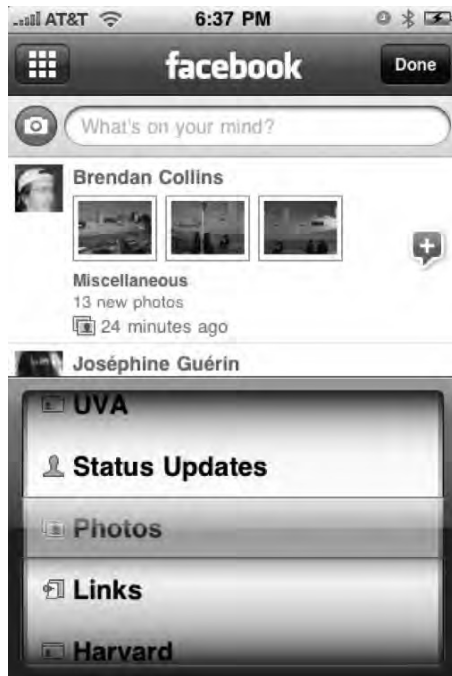 AT&T 6:37 PM
facebook Done
What's on your mind?
Brendan Collins
Miscellaneous
13 new photos
24 minutes ago
Joséphine Guérin
UVA
Status Updates
Photos
Links
Harvard